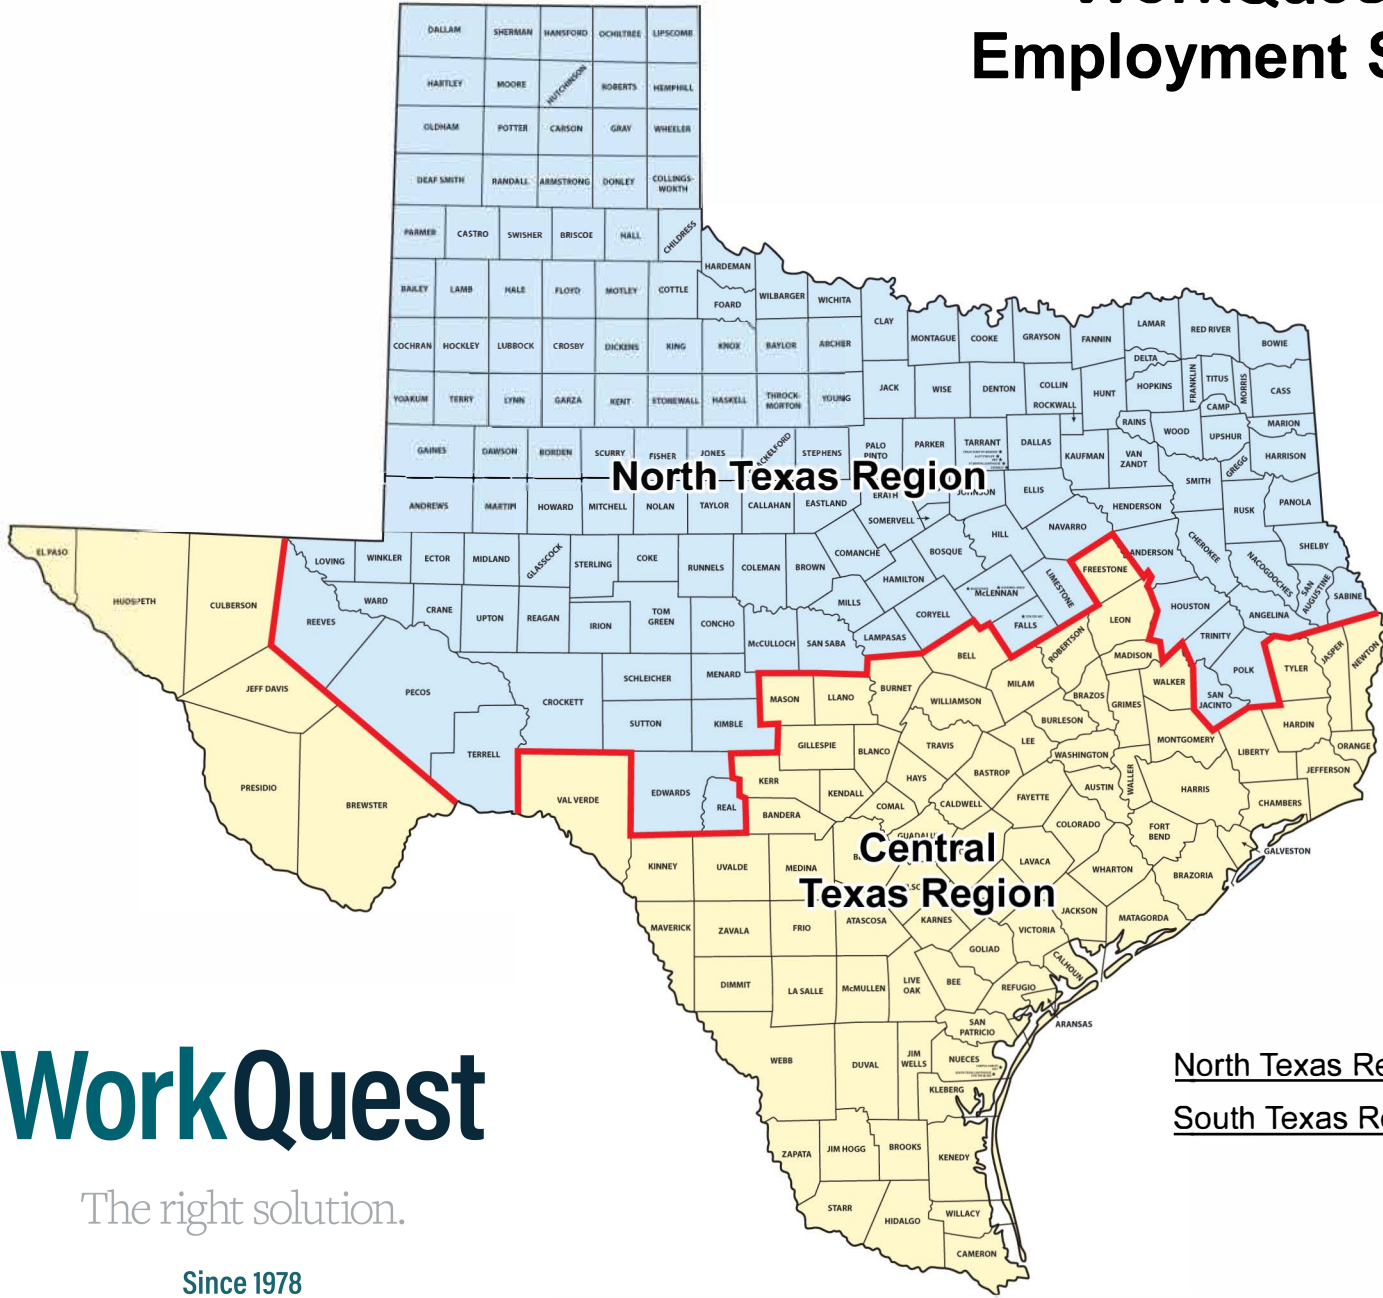 Employment S
DALLAM SHERMAN HANSFORD OCHILTREE LIPSCOMB
HARTLEY MOORE HUTCHINSON ROBERTS HEMPHILL
OLDHAM POTTER CARSON GRAY WHEELER
DEAF SMITH RANDALL ARMSTRONG DONLEY COLLINGS-
WORTH
PARMER CASTRO SWISHER BRISCOE HALL CHILDRESS
HARDEMAN
BAILEY LAMB HALE FLOYD MOTLEY COTTLE FOARD WILBARGER WICHITA
CLAY LAMAR RED RIVER
COCHRAN HOCKLEY LUBBOCK CROSBY DICKENS KING KNOX BAYLOR ARCHER MONTAGUE COOKE GRAYSON FANNIN BOWIE
DELTA
YOAKUM TERRY LYNN GARZA KENT STONEWALL HASKELL THROCK-
MORTON YOUNG JACK WISE DENTON COLLIN HUNT HOPKINS FRANKLIN TITUS MORRIS CASS
ROCKWALL CAMP
RAINS WOOD UPSHUR MARION
GAINES DAWSON BORDEN SCURRY FISHER JONES STEPHENS PALO
PINTO PARKER TARRANT DALLAS KAUFMAN VAN
ZANDT GREGG HARRISON
North Texas Region
SMITH
ANDREWS MARTIN HOWARD MITCHELL NOLAN TAYLOR CALLAHAN EASTLAND ERATH JOHNSON ELLIS HENDERSON RUSK PANOLA
SOMERVELL NAVARRO
EL PASO LOVING WINKLER ECTOR MIDLAND GLASSCOCK STERLING COKE RUNNELS COLEMAN BROWN COMANCHE BOSQUE HILL ANDERSON CHEROKEE SHELBY
FREESTONE NACOGDOCHES SAN
AUGUSTINE SABINE
HUDSPETH CULBERSON WARD CRANE UPTON REAGAN IRION TOM
GREEN CONCHO MILLS HAMILTON McLENNAN LIMESTONE HOUSTON ANGELINA
REEVES McCULLOCH SAN SABA LAMPASAS CORYELL FALLS LEON TRINITY
JEFF DAVIS PECOS CROCKETT SCHLEICHER MENARD BELL ROBERTSON MADISON POLK TYLER JASPER NEWTON
MASON LLANO BURNET WILLIAMSON MILAM BRAZOS GRIMES WALKER SAN
JACINTO
SUTTON KIMBLE BURLESON HARDIN
TERRELL GILLESPIE BLANCO TRAVIS LEE WASHINGTON MONTGOMERY LIBERTY ORANGE
PRESIDIO BREWSTER VAL VERDE EDWARDS REAL KERR KENDALL HAYS BASTROP FAYETTE AUSTIN WALLER HARRIS JEFFERSON
BANDERA COMAL CALDWELL COLORADO FORT
BEND CHAMBERS
Central
Texas Region
GALVESTON
KINNEY UVALDE MEDINA LAVACA WHARTON BRAZORIA
MAVERICK ZAVALA FRIO ATASCOSA KARNES VICTORIA JACKSON MATAGORDA
GOLIAD CALHOUN
DIMMIT LA SALLE McMULLEN LIVE
OAK BEE REFUGIO
ARANSAS
SAN
PATRICIO
WEBB DUVAL JIM
WELLS NUECES
KLEBERG
ZAPATA JIM HOGG BROOKS KENEDY
STARR HIDALGO WILLACY
CAMERON
WorkQuest
The right solution.
Since 1978
North Texas Re
South Texas R